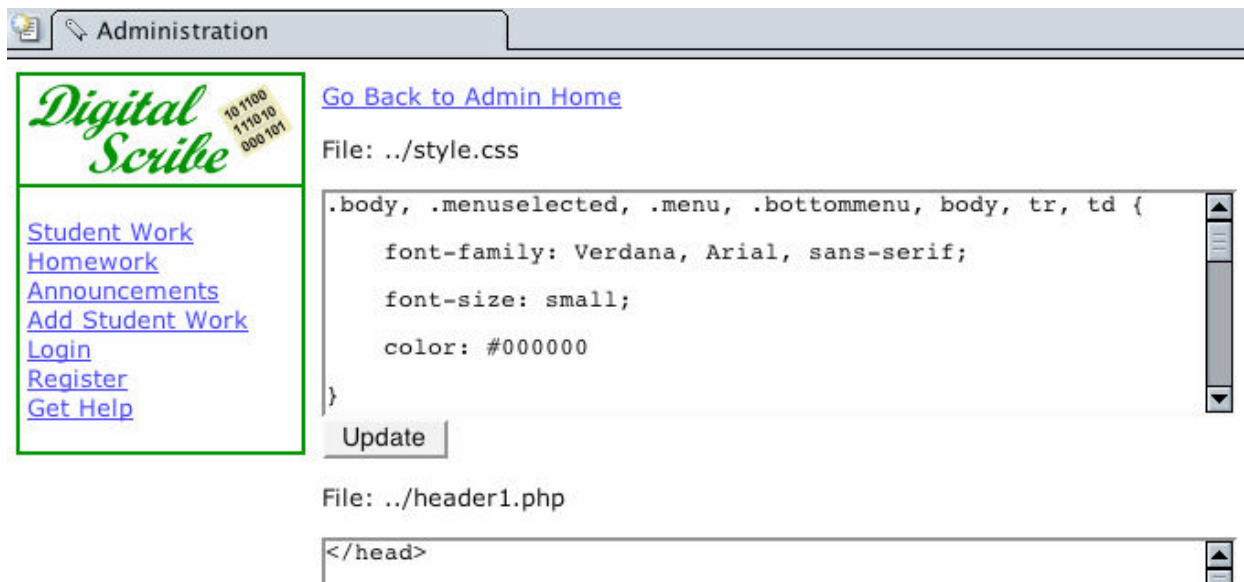 Administration
Digital
Scribe
101100
111010
000101
Student Work
Homework
Announcements
Add Student Work
Login
Register
Get Help
Go Back to Admin Home
File: ../style.css
.body, .menuselected, .menu, .bottommenu, body, tr, td {
font-family: Verdana, Arial, sans-serif;
font-size: small;
color: #000000
}
Update
File: ../header1.php
</head>